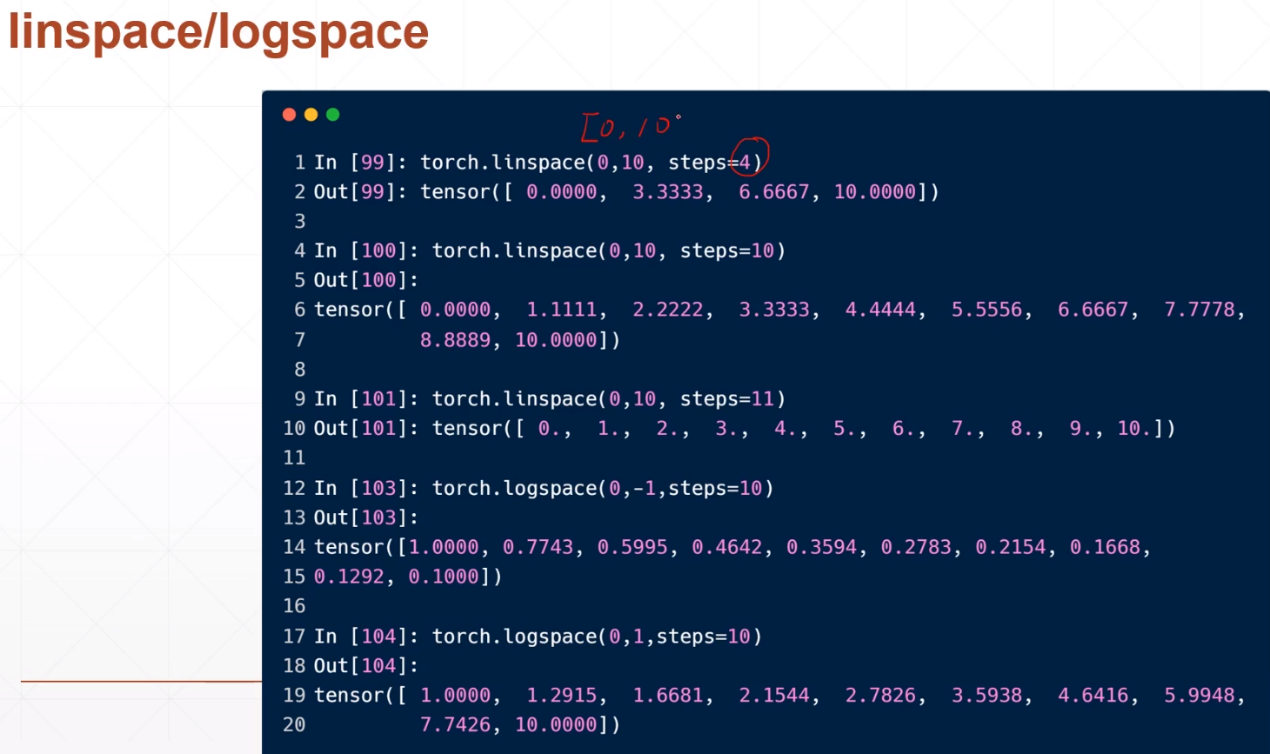 linspace/logspace
[0, 10
1 In [99]: torch.linspace(0,10, steps=4)
2 Out[99]: tensor([ 0.0000,  3.3333,  6.6667, 10.0000])
3
4 In [100]: torch.linspace(0,10, steps=10)
5 Out[100]:
6 tensor([ 0.0000,  1.1111,  2.2222,  3.3333,  4.4444,  5.5556,  6.6667,  7.7778,
7         8.8889, 10.0000])
8
9 In [101]: torch.linspace(0,10, steps=11)
10 Out[101]: tensor([ 0.,  1.,  2.,  3.,  4.,  5.,  6.,  7.,  8.,  9., 10.])
11
12 In [103]: torch.logspace(0,-1,steps=10)
13 Out[103]:
14 tensor([1.0000, 0.7743, 0.5995, 0.4642, 0.3594, 0.2783, 0.2154, 0.1668,
15 0.1292, 0.1000])
16
17 In [104]: torch.logspace(0,1,steps=10)
18 Out[104]:
19 tensor([ 1.0000,  1.2915,  1.6681,  2.1544,  2.7826,  3.5938,  4.6416,  5.9948,
20         7.7426, 10.0000])